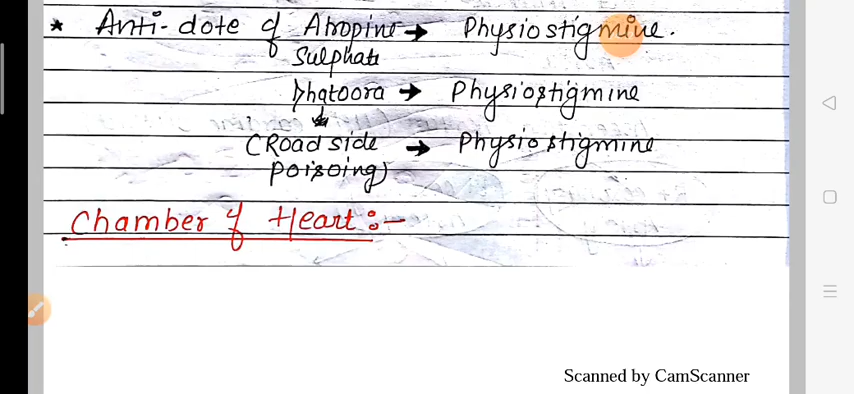 * Anti-dote of Atropine → Physiostigmine.
Sulphate
Dhatoora → Physiostigmine
(Road side → Physiostigmine
poisoing)
Chamber of Heart :-
Scanned by CamScanner